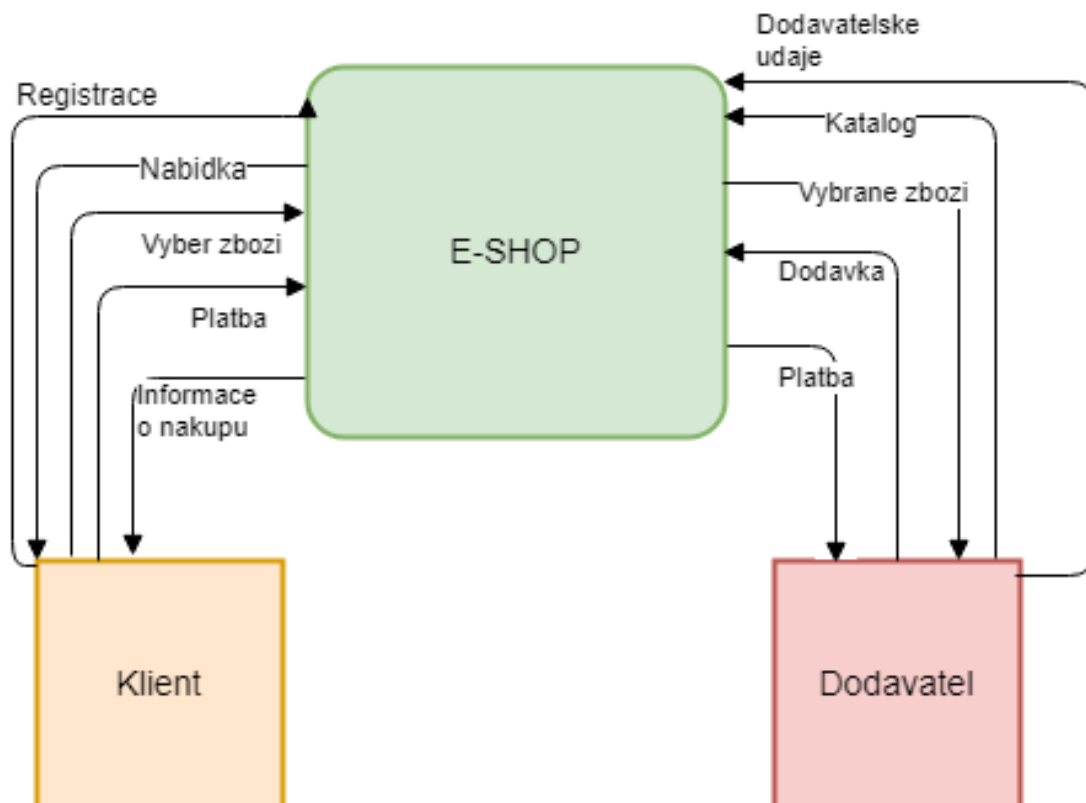 Dodavatelske
udaje
Registrace
Katalog
Nabidka
Vybrane zbozi
Vyber zbozi
E-SHOP
Dodavka
Platba
Platba
Informace
o nakupu
Klient
Dodavatel